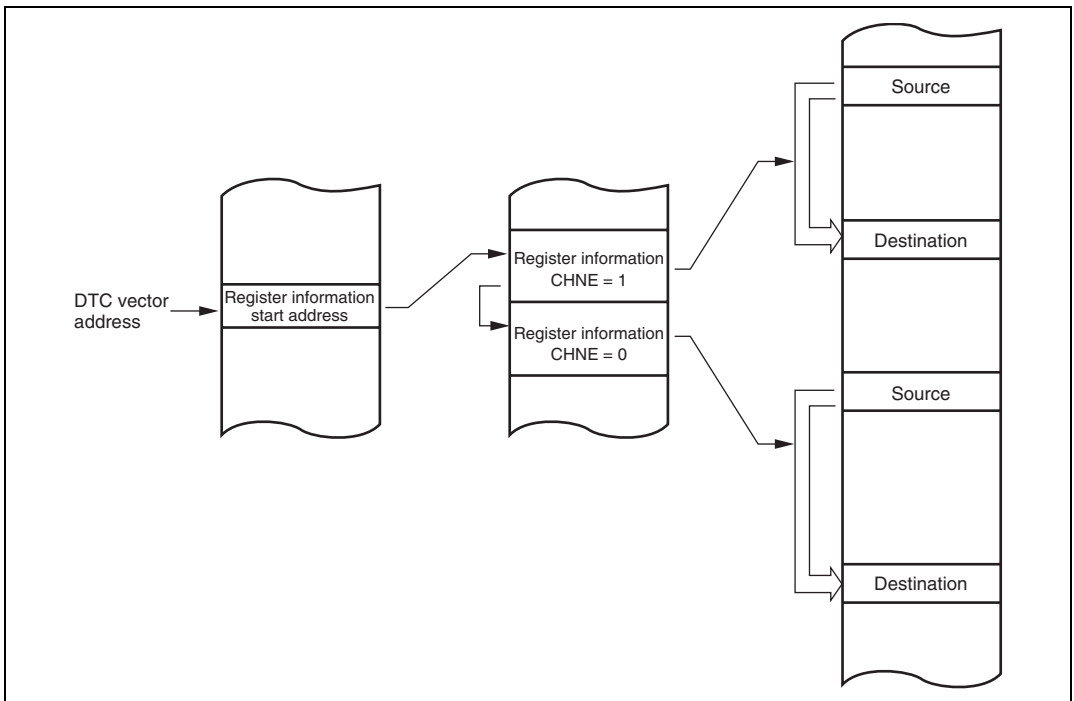 DTC vector
address
Register information
start address
Register information
CHNE = 1
Register information
CHNE = 0
Source
Destination
Source
Destination